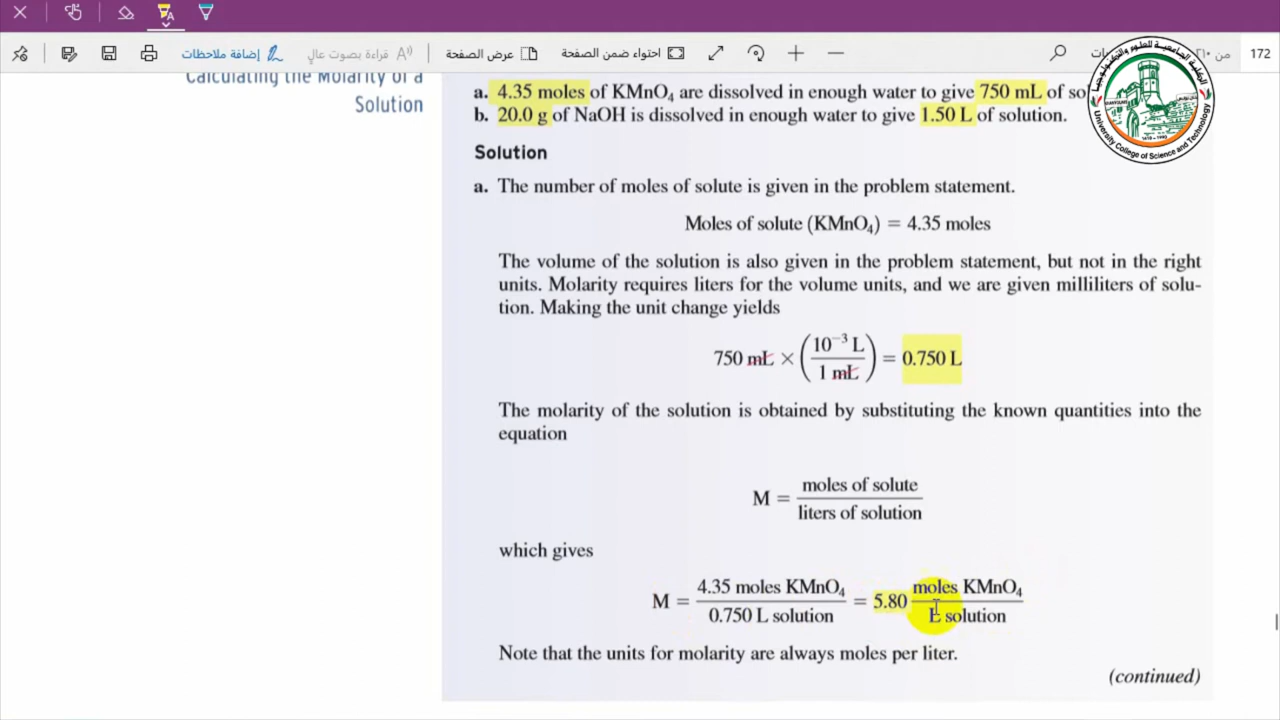 إضافة ملاحظات
قراءة بصوت عالٍ
عرض الصفحة
احتواء ضمن الصفحة
من
172
Calculating the Molarity of a
Solution
a. 4.35 moles of KMnO₄ are dissolved in enough water to give 750 mL of so
b. 20.0 g of NaOH is dissolved in enough water to give 1.50 L of solution.
University College of Science and Technology
Solution
a. The number of moles of solute is given in the problem statement.
Moles of solute (KMnO₄) = 4.35 moles
The volume of the solution is also given in the problem statement, but not in the right
units. Molarity requires liters for the volume units, and we are given milliliters of solu-
tion. Making the unit change yields
750 mL × (10⁻³ L / 1 mL) = 0.750 L
The molarity of the solution is obtained by substituting the known quantities into the
equation
M = moles of solute / liters of solution
which gives
M = 4.35 moles KMnO₄ / 0.750 L solution = 5.80 moles KMnO₄ / L solution
Note that the units for molarity are always moles per liter.
(continued)